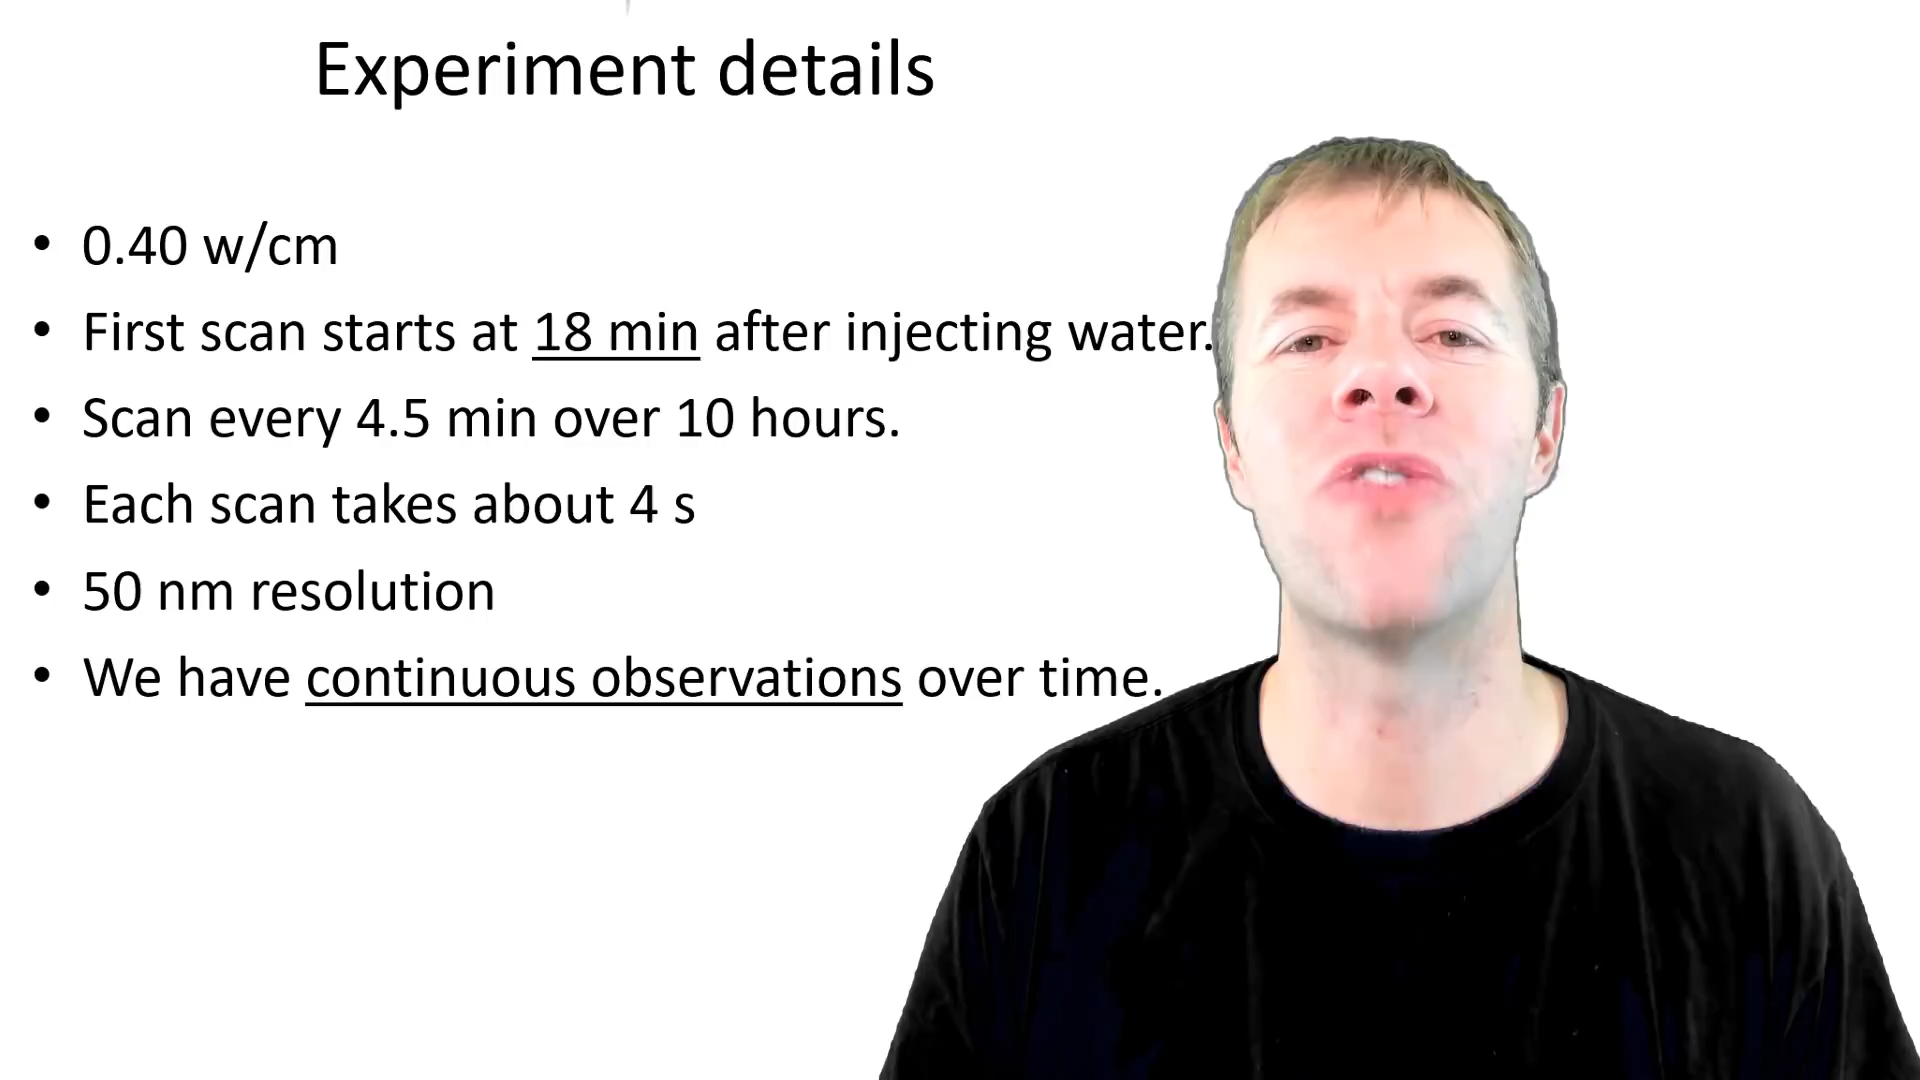 Experiment details
• 0.40 w/cm
• First scan starts at 18 min after injecting water.
• Scan every 4.5 min over 10 hours.
• Each scan takes about 4 s
• 50 nm resolution
• We have continuous observations over time.